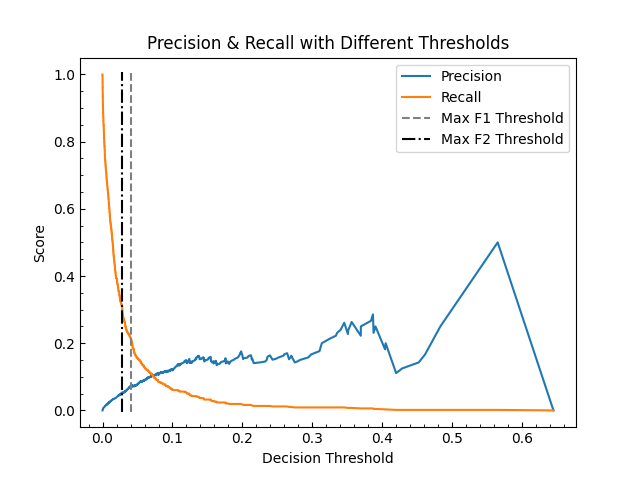 Precision & Recall with Different Thresholds
Precision
Recall
Max F1 Threshold
Max F2 Threshold
Score
1.0
0.8
0.6
0.4
0.2
0.0
0.0 0.1 0.2 0.3 0.4 0.5 0.6
Decision Threshold